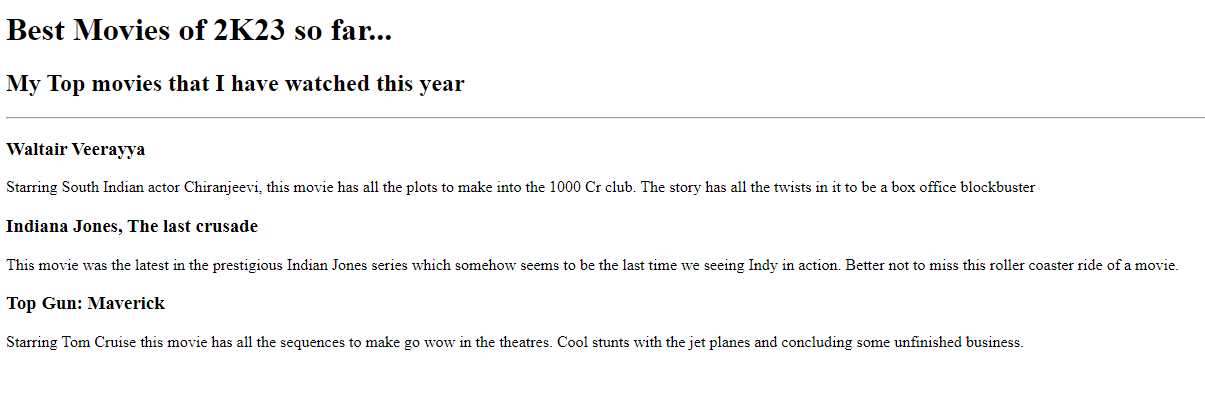 Best Movies of 2K23 so far...
My Top movies that I have watched this year
Waltair Veerayya
Starring South Indian actor Chiranjeevi, this movie has all the plots to make into the 1000 Cr club. The story has all the twists in it to be a box office blockbuster
Indiana Jones, The last crusade
This movie was the latest in the prestigious Indian Jones series which somehow seems to be the last time we seeing Indy in action. Better not to miss this roller coaster ride of a movie.
Top Gun: Maverick
Starring Tom Cruise this movie has all the sequences to make go wow in the theatres. Cool stunts with the jet planes and concluding some unfinished business.